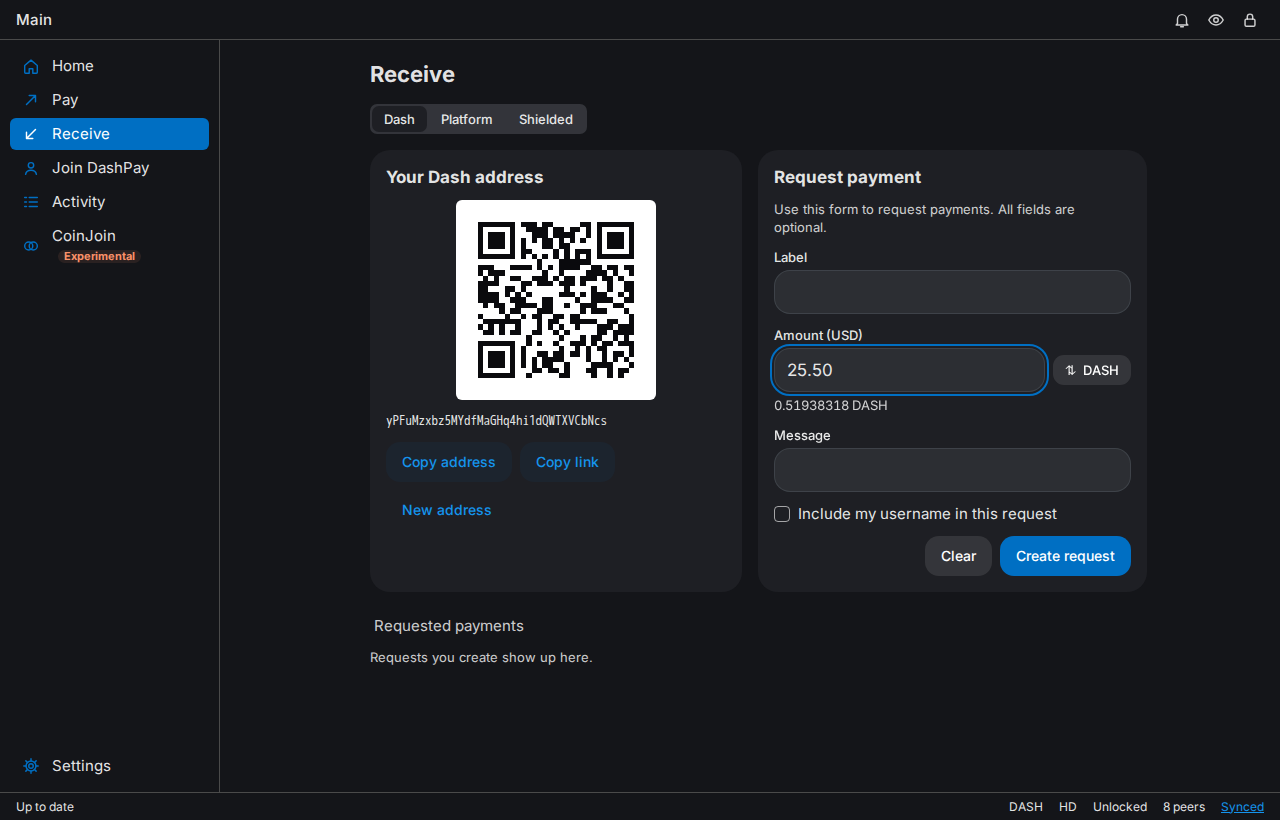 Main
Home
Pay
Receive
Join DashPay
Activity
CoinJoin
Experimental
Settings
Receive
Dash Platform Shielded
Your Dash address
yPFuMzxbz5MYdfMaGHq4hi1dQWTXVCbNcs
Copy address Copy link
New address
Request payment
Use this form to request payments. All fields are
optional.
Label
Amount (USD)
25.50
⇅ DASH
0.51938318 DASH
Message
Include my username in this request
Clear Create request
Requested payments
Requests you create show up here.
Up to date
DASH HD Unlocked 8 peers Synced